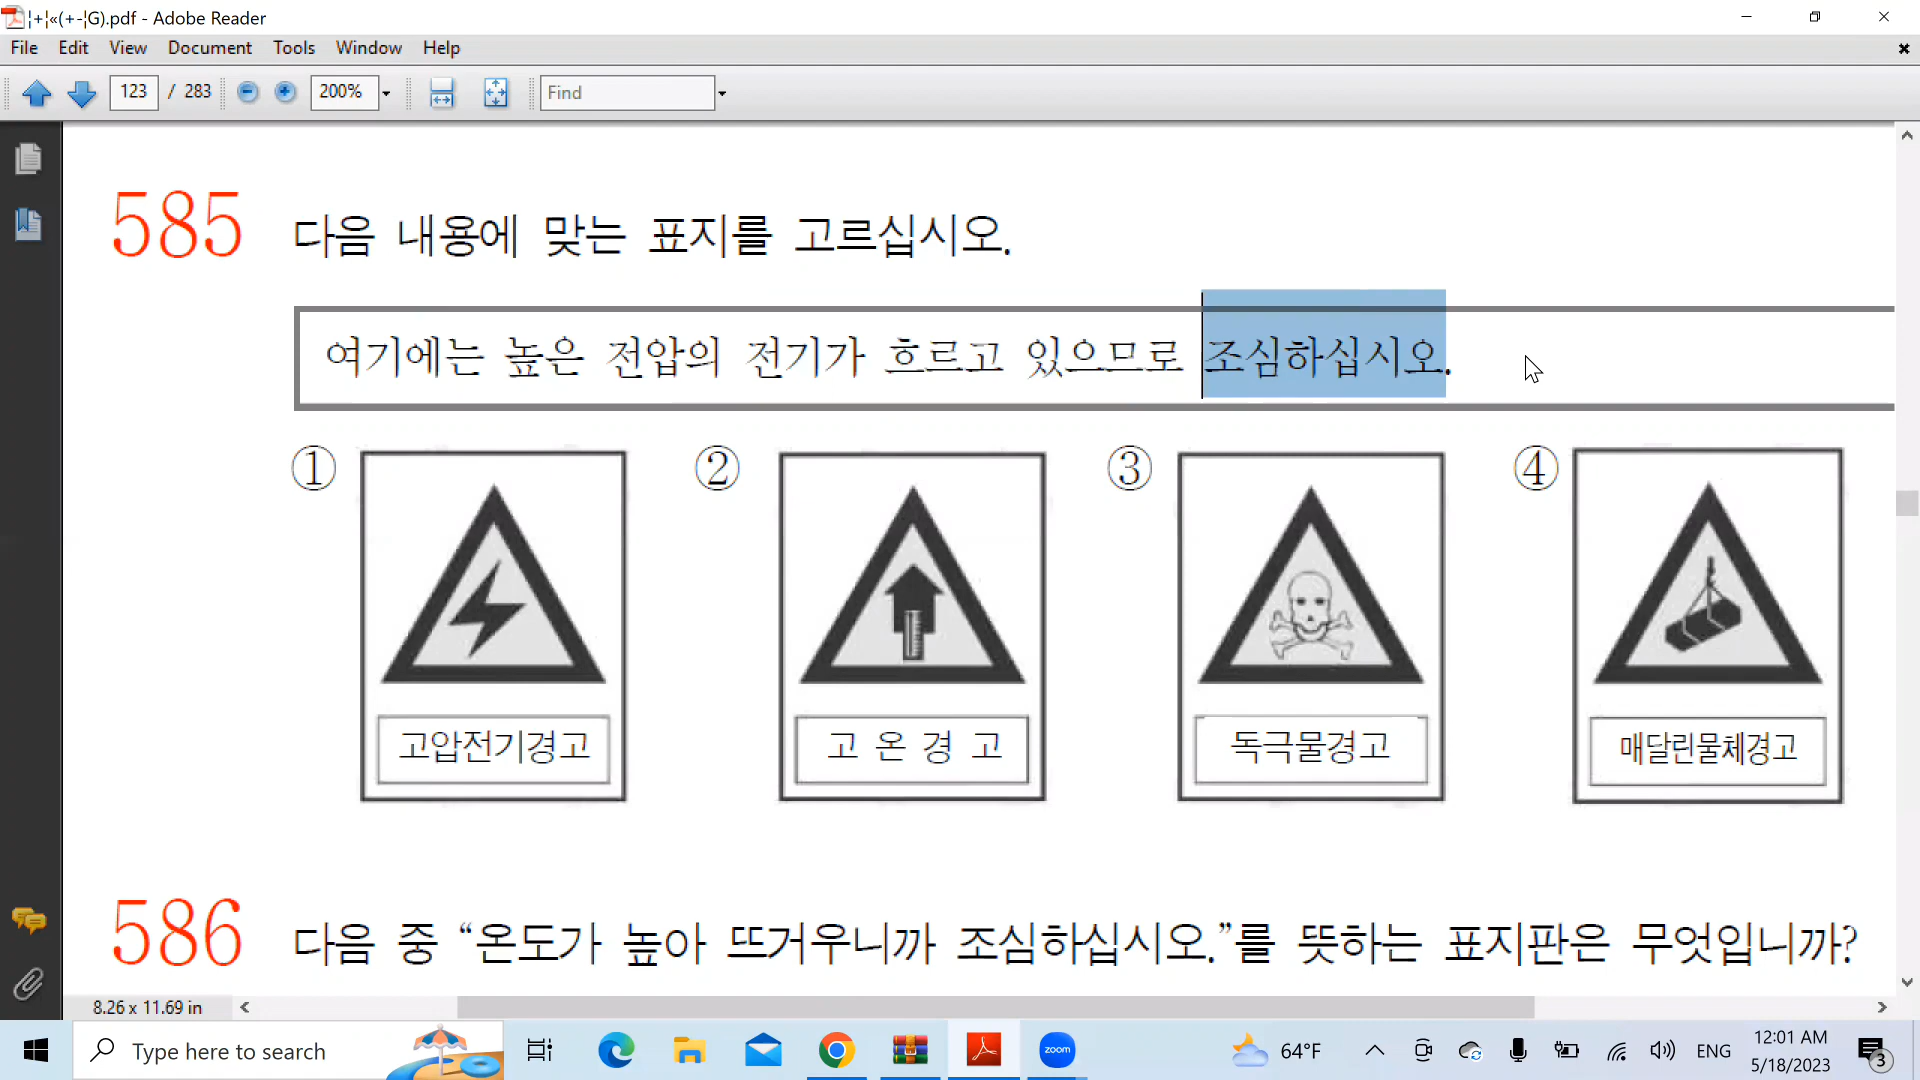 ¦+¦«(+-¦G).pdf - Adobe Reader
File Edit View Document Tools Window Help
123 / 283 200% Find
585 다음 내용에 맞는 표지를 고르십시오.
여기에는 높은 전압의 전기가 흐르고 있으므로 조심하십시오.
① ② ③ ④
고압전기경고 고 온 경 고 독극물경고 매달린물체경고
586 다음 중 “온도가 높아 뜨거우니까 조심하십시오.”를 뜻하는 표지판은 무엇입니까?
8.26 x 11.69 in
Type here to search zoom 64°F ENG 12:01 AM
5/18/2023 3